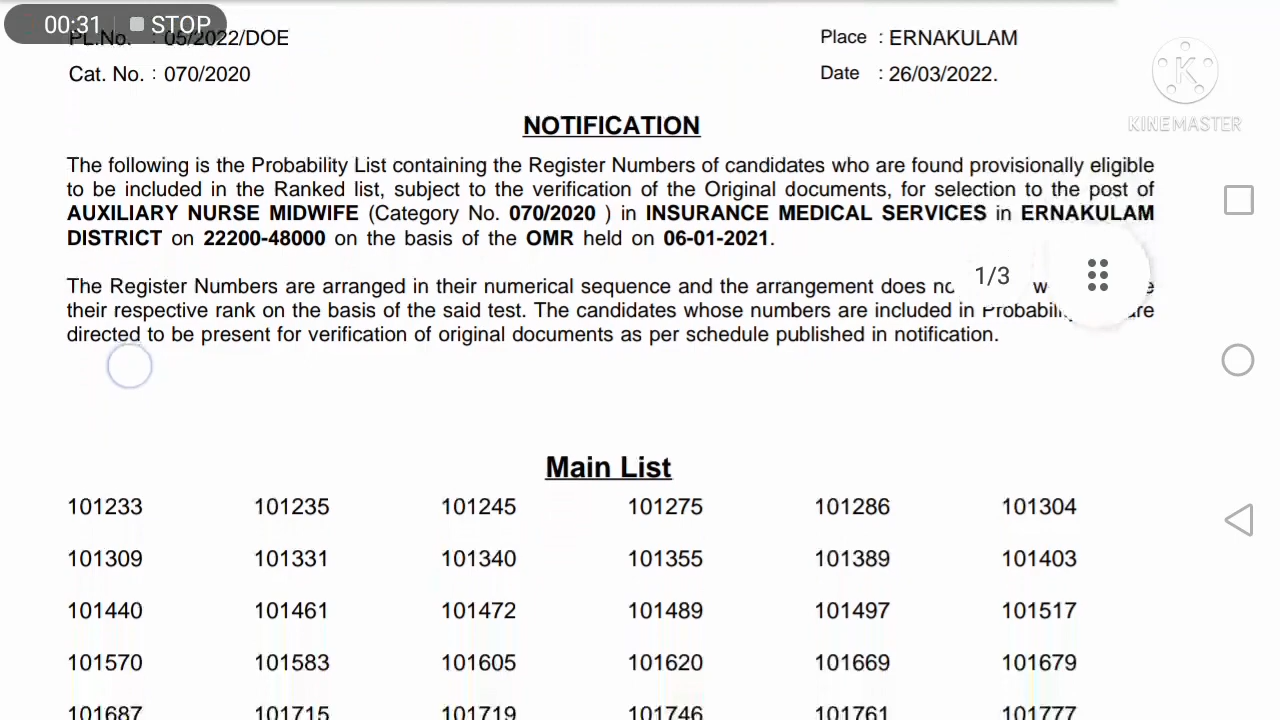 00:31 STOP
PL.No. : 05/2022/DOE
Place : ERNAKULAM
Cat. No. : 070/2020
Date : 26/03/2022.
KINEMASTER
NOTIFICATION
The following is the Probability List containing the Register Numbers of candidates who are found provisionally eligible
to be included in the Ranked list, subject to the verification of the Original documents, for selection to the post of
AUXILIARY NURSE MIDWIFE (Category No. 070/2020 ) in INSURANCE MEDICAL SERVICES in ERNAKULAM
DISTRICT on 22200-48000 on the basis of the OMR held on 06-01-2021.
1/3
The Register Numbers are arranged in their numerical sequence and the arrangement does
their respective rank on the basis of the said test. The candidates whose numbers are included in
directed to be present for verification of original documents as per schedule published in notification.
Main List
101233 101235 101245 101275 101286 101304
101309 101331 101340 101355 101389 101403
101440 101461 101472 101489 101497 101517
101570 101583 101605 101620 101669 101679
101687 101715 101719 101746 101761 101777